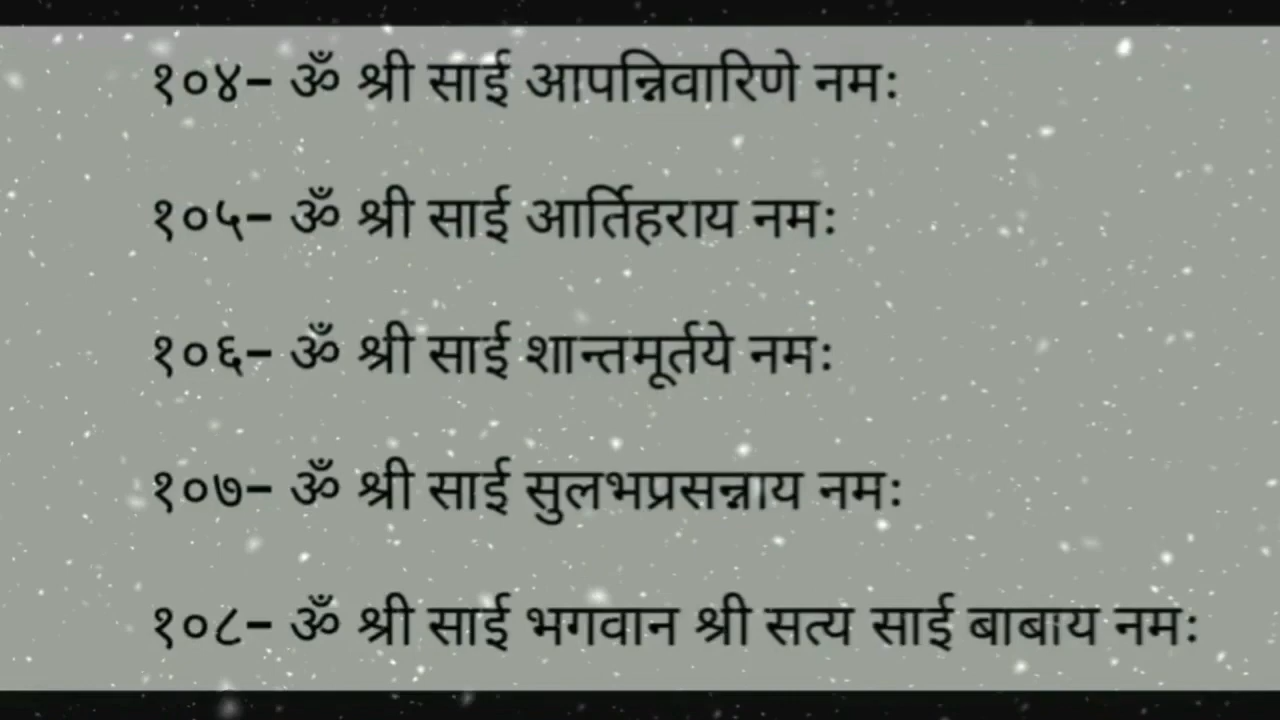 १०४- ॐ श्री साई आपन्निवारिणे नमः
१०५- ॐ श्री साई आर्तिहराय नमः
१०६- ॐ श्री साई शान्तमूर्तये नमः
१०७- ॐ श्री साई सुलभप्रसन्नाय नमः
१०८- ॐ श्री साई भगवान श्री सत्य साई बाबाय नमः